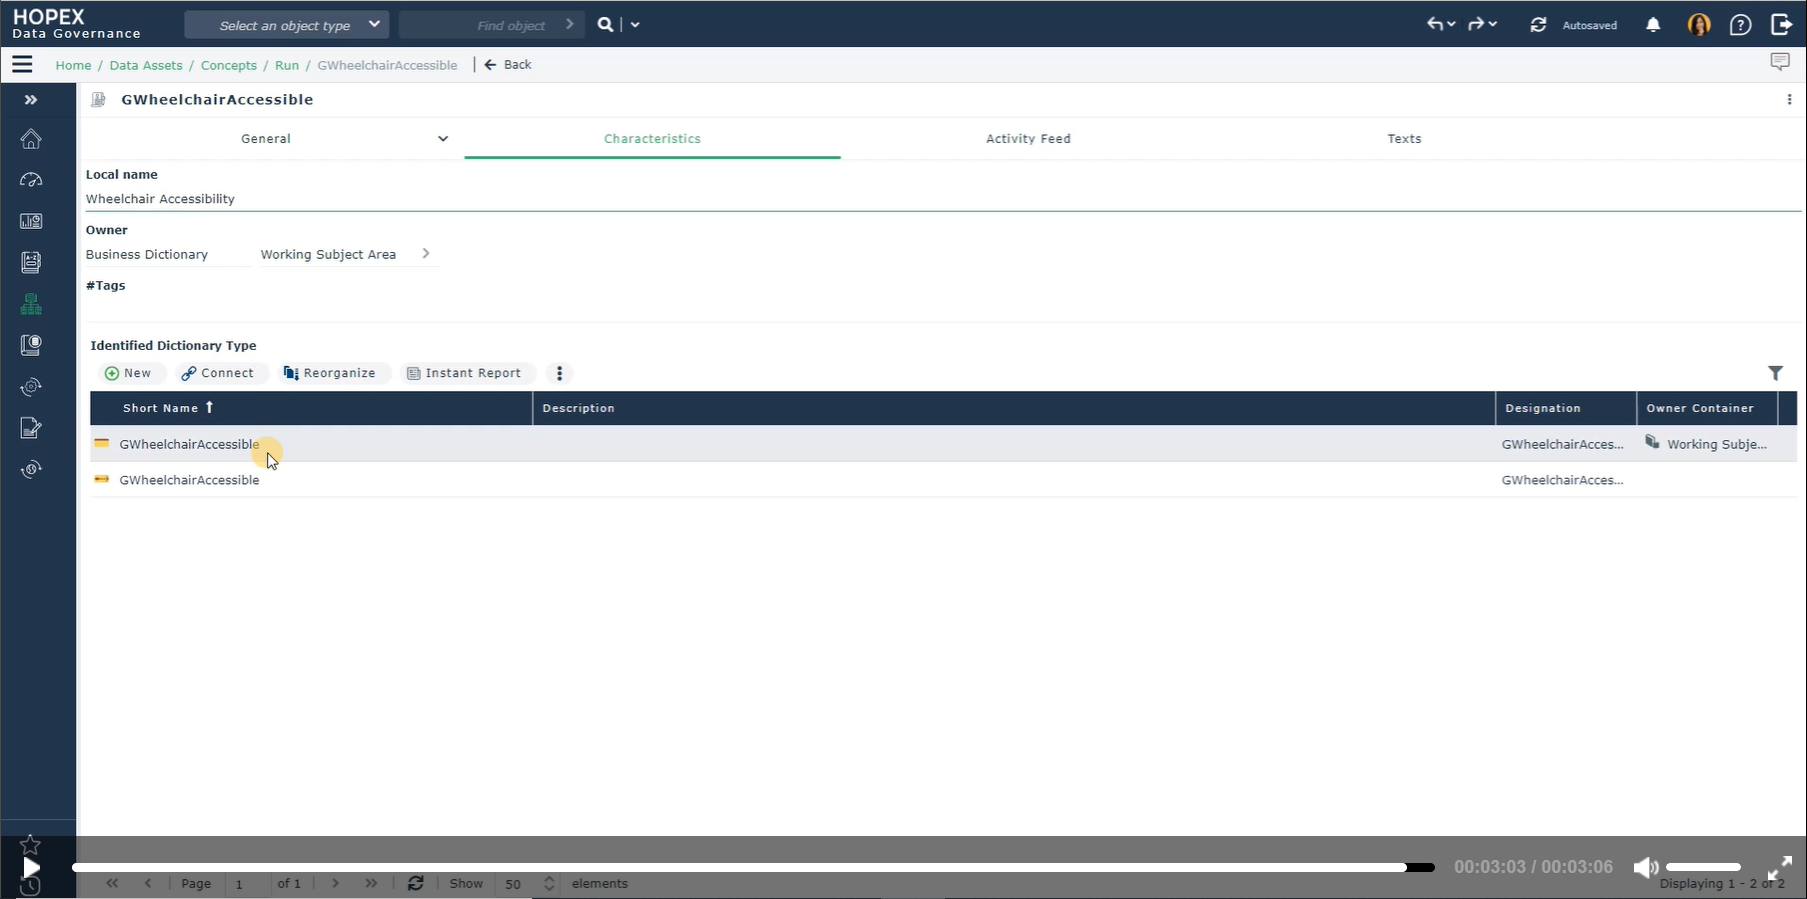 HOPEX
Data Governance
Select an object type
Find object
Autosaved
Home / Data Assets / Concepts / Run / GWheelchairAccessible | ← Back
GWheelchairAccessible
General
Characteristics
Activity Feed
Texts
Local name
Wheelchair Accessibility
Owner
Business Dictionary
Working Subject Area
#Tags
Identified Dictionary Type
New
Connect
Reorganize
Instant Report
Short Name ↑
Description
Designation
Owner Container
GWheelchairAccessible
GWheelchairAcces...
Working Subje...
GWheelchairAccessible
GWheelchairAcces...
00:03:03 / 00:03:06
Page 1 of 1
Show 50 elements
Displaying 1 - 2 of 2